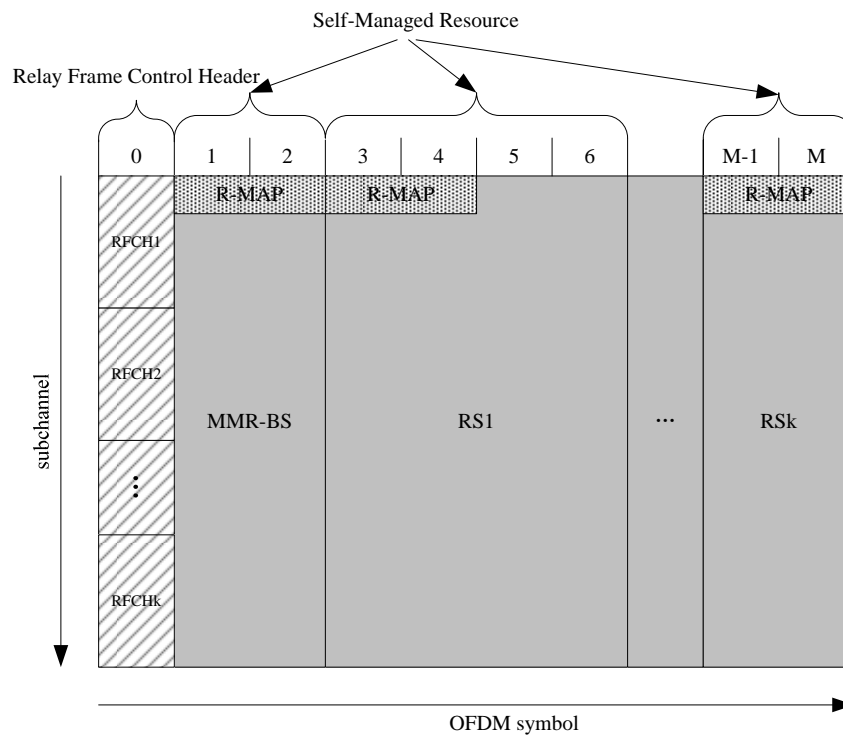 Self-Managed Resource
Relay Frame Control Header
0 1 2 3 4 5 6 M-1 M
R-MAP R-MAP R-MAP
RFCH1
RFCH2
MMR-BS RS1 ... RSk
⋮
RFCHk
subchannel
OFDM symbol